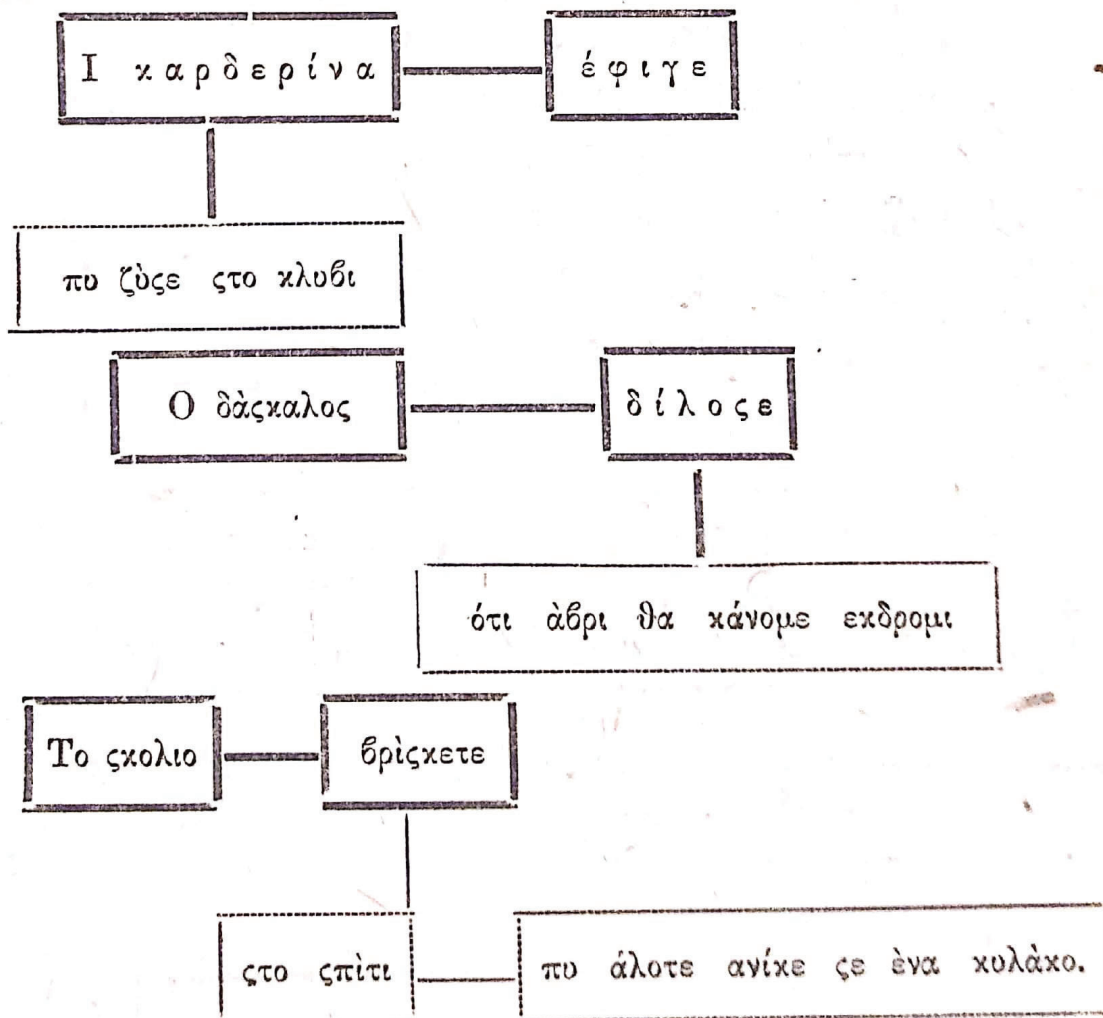 Ι καρδερίνα έφιγε
πυ ζὺςε ςτο κλυϐι
Ο δὰςκαλος δίλοςε
ότι ὰϐρι θα κάνομε εκδρομι
Το ςκολιο ϐρὶςκετε
ςτο ςπὶτι πυ άλοτε ανίκε ςε ὲνα κυλὰκο.